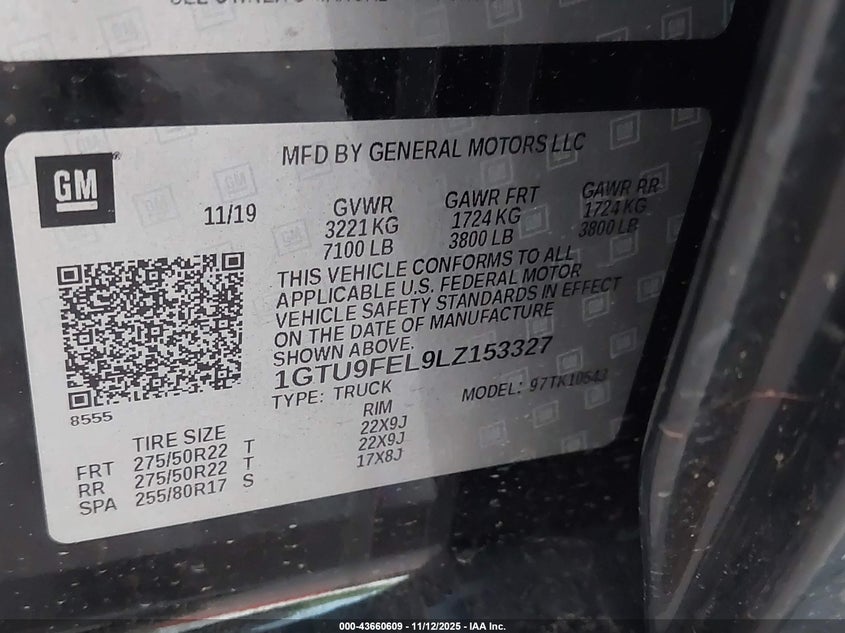 MFD BY GENERAL MOTORS LLC
GM
11/19
GVWR GAWR FRT GAWR RR
3221 KG 1724 KG 1724 KG
7100 LB 3800 LB 3800 LB
THIS VEHICLE CONFORMS TO ALL
APPLICABLE U.S. FEDERAL MOTOR
VEHICLE SAFETY STANDARDS IN EFFECT
ON THE DATE OF MANUFACTURE
SHOWN ABOVE.
1GTU9FEL9LZ153327
TYPE: TRUCK MODEL: 97TK10543
8555
TIRE SIZE RIM
FRT 275/50R22 T 22X9J
RR 275/50R22 T 22X9J
SPA 255/80R17 S 17X8J
000-43660609 - 11/12/2025 - IAA Inc.